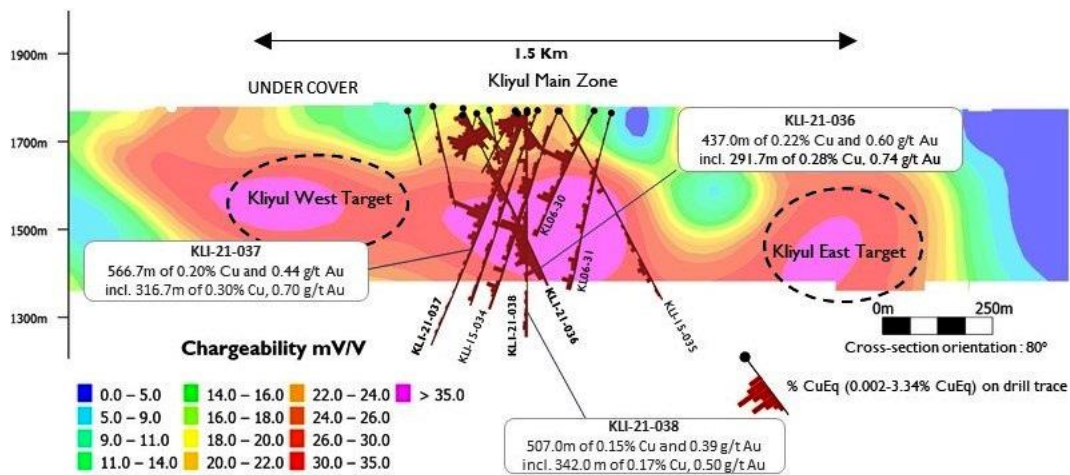 1900m
1700m
1500m
1300m
1.5 Km
UNDER COVER
Kliyul Main Zone
KLI-21-036
437.0m of 0.22% Cu and 0.60 g/t Au
incl. 291.7m of 0.28% Cu, 0.74 g/t Au
Kliyul West Target
KL06-30
Kliyul East Target
KLI-21-037
566.7m of 0.20% Cu and 0.44 g/t Au
incl. 316.7m of 0.30% Cu, 0.70 g/t Au
KL06-31
KLI-21-037
KLI-15-034
KLI-21-038
KLI-21-036
KLI-15-035
0m 250m
Cross-section orientation: 80°
Chargeability mV/V
0.0 – 5.0 14.0 – 16.0 22.0 – 24.0 > 35.0
5.0 – 9.0 16.0 – 18.0 24.0 – 26.0
9.0 – 11.0 18.0 – 20.0 26.0 – 30.0
11.0 – 14.0 20.0 – 22.0 30.0 – 35.0
% CuEq (0.002-3.34% CuEq) on drill trace
KLI-21-038
507.0m of 0.15% Cu and 0.39 g/t Au
incl. 342.0 m of 0.17% Cu, 0.50 g/t Au